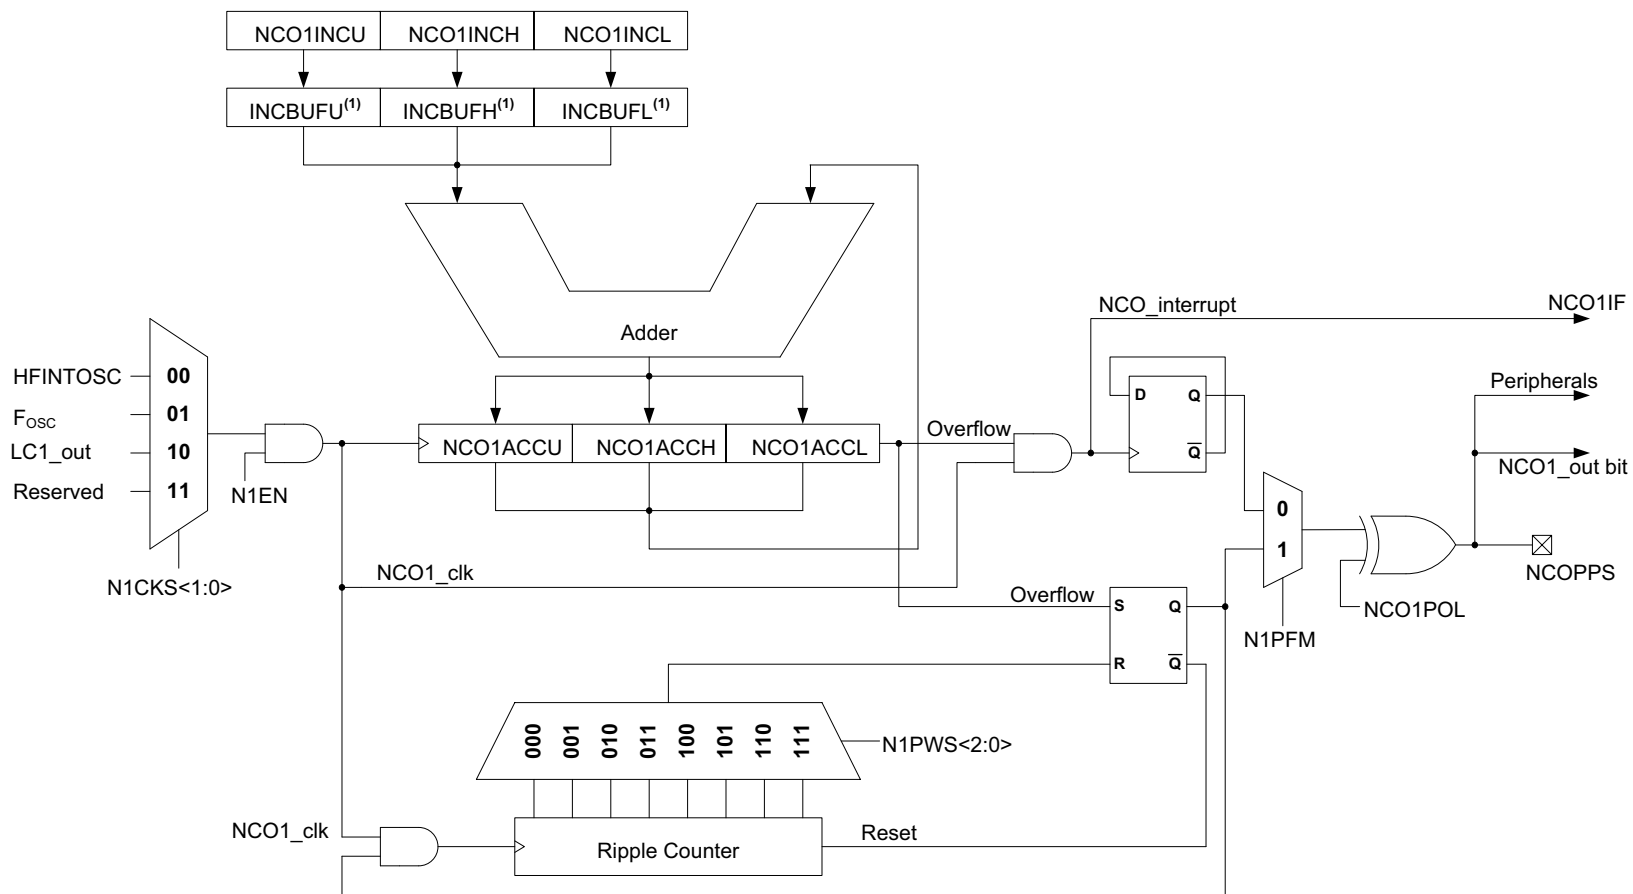 NCO1INCU NCO1INCH NCO1INCL
INCBUFU(1) INCBUFH(1) INCBUFL(1)
Adder
NCO_interrupt
NCO1IF
HFINTOSC 00
FOSC 01
LC1_out 10
Reserved 11
N1EN
N1CKS<1:0>
NCO1ACCU NCO1ACCH NCO1ACCL
Overflow
D Q
Q
Peripherals
NCO1_out bit
0
1
NCOPPS
NCO1POL
N1PFM
NCO1_clk
Overflow
S Q
R Q
000 001 010 011 100 101 110 111
N1PWS<2:0>
NCO1_clk
Ripple Counter
Reset